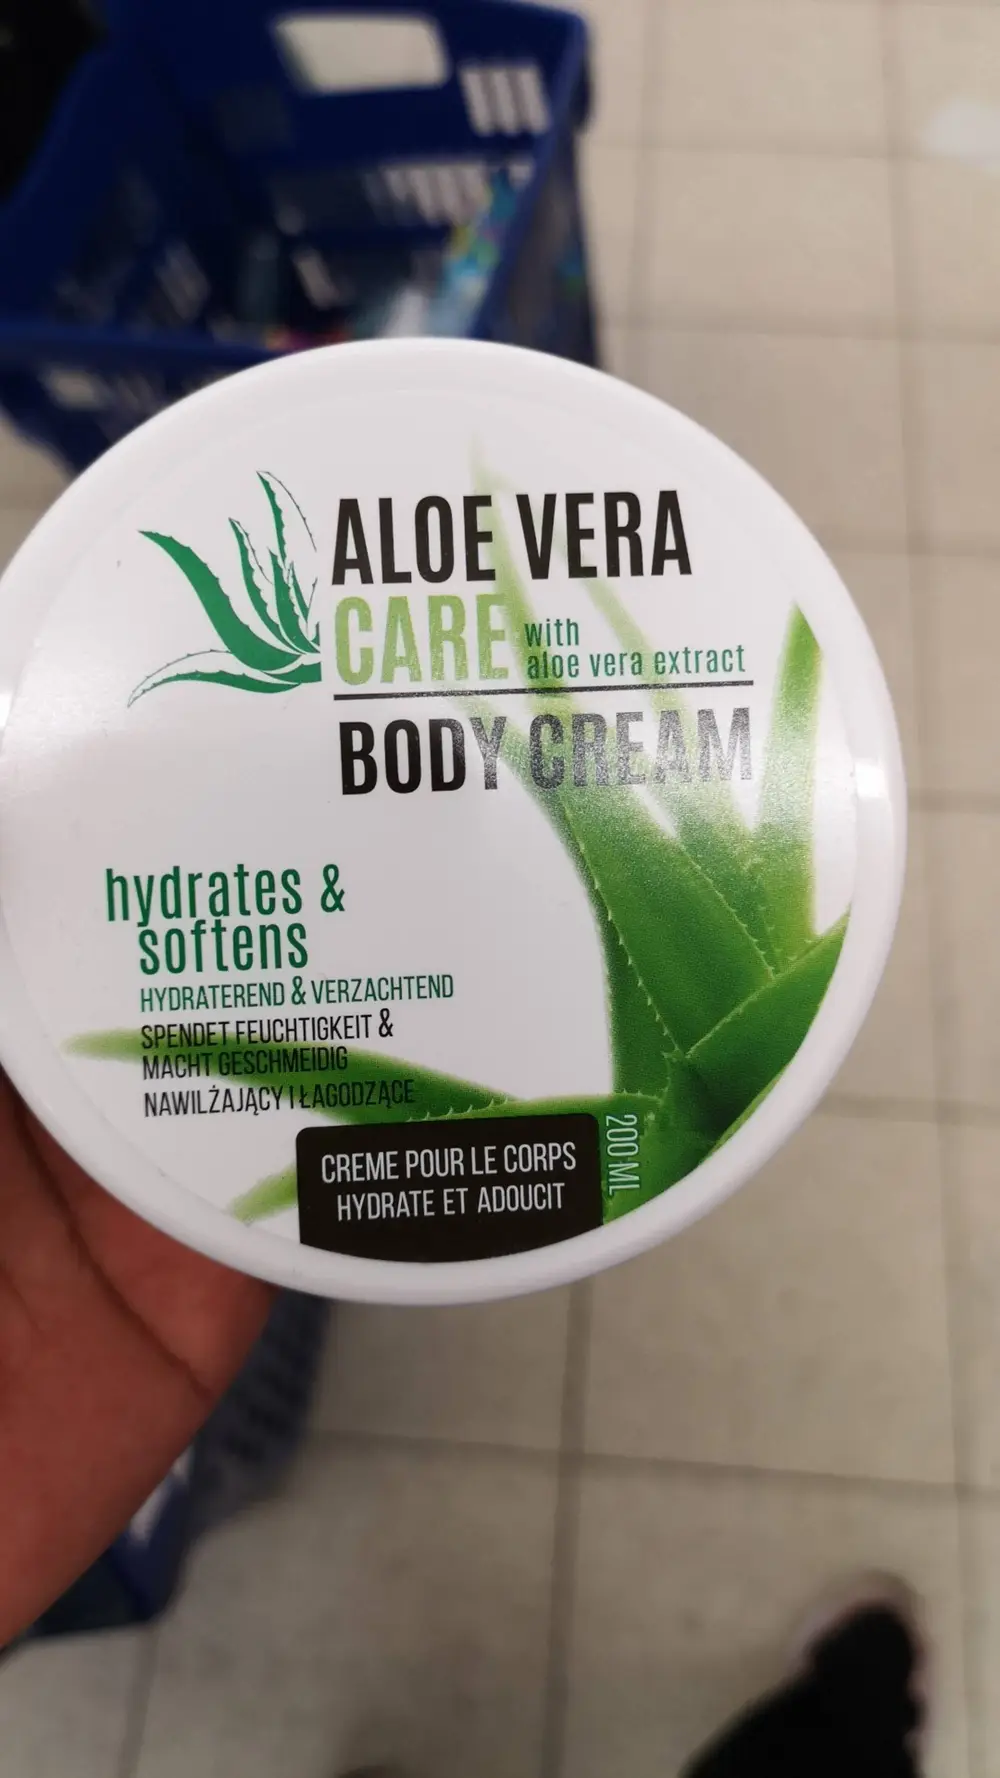 ALOE VERA
CARE with
aloe vera extract
BODY CREAM
hydrates &
softens
HYDRATEREND & VERZACHTEND
SPENDET FEUCHTIGKEIT &
MACHT GESCHMEIDIG
NAWILŻAJĄCY I ŁAGODZĄCE
CREME POUR LE CORPS
HYDRATE ET ADOUCIT
200 ML